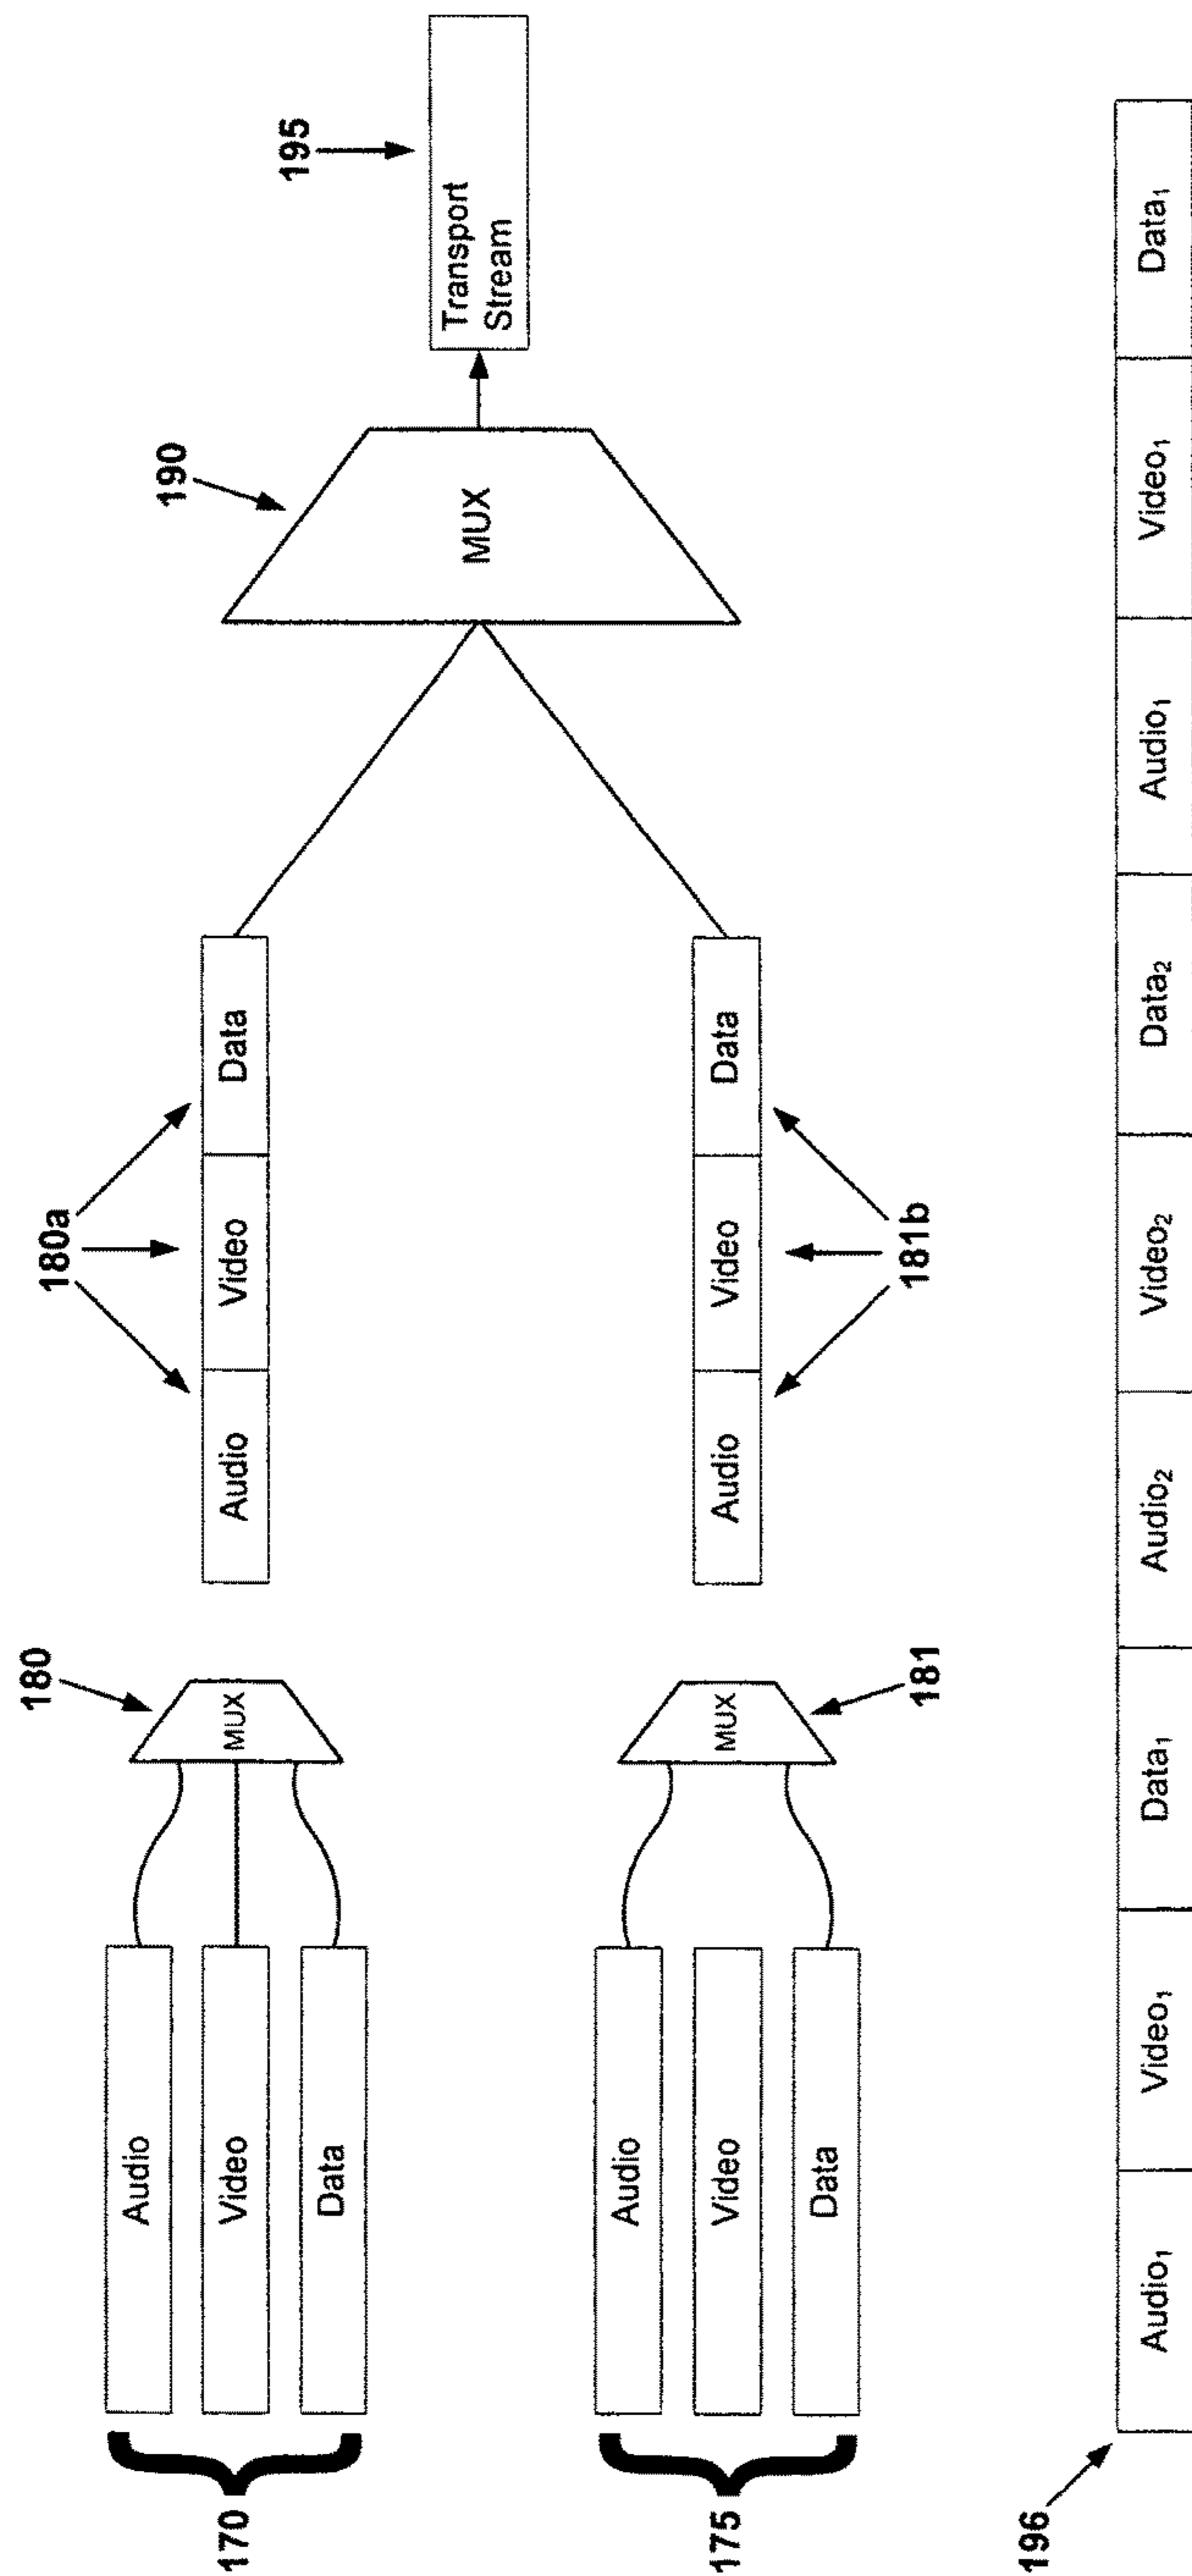 180a
195
180
190
170
Audio
Video
Data
MUX
Audio
Video
Data
MUX
Transport
Stream
175
Audio
Video
Data
MUX
Audio
Video
Data
181
181b
196
Audio₁
Video₁
Data₁
Audio₂
Video₂
Data₂
Audio₁
Video₁
Data₁